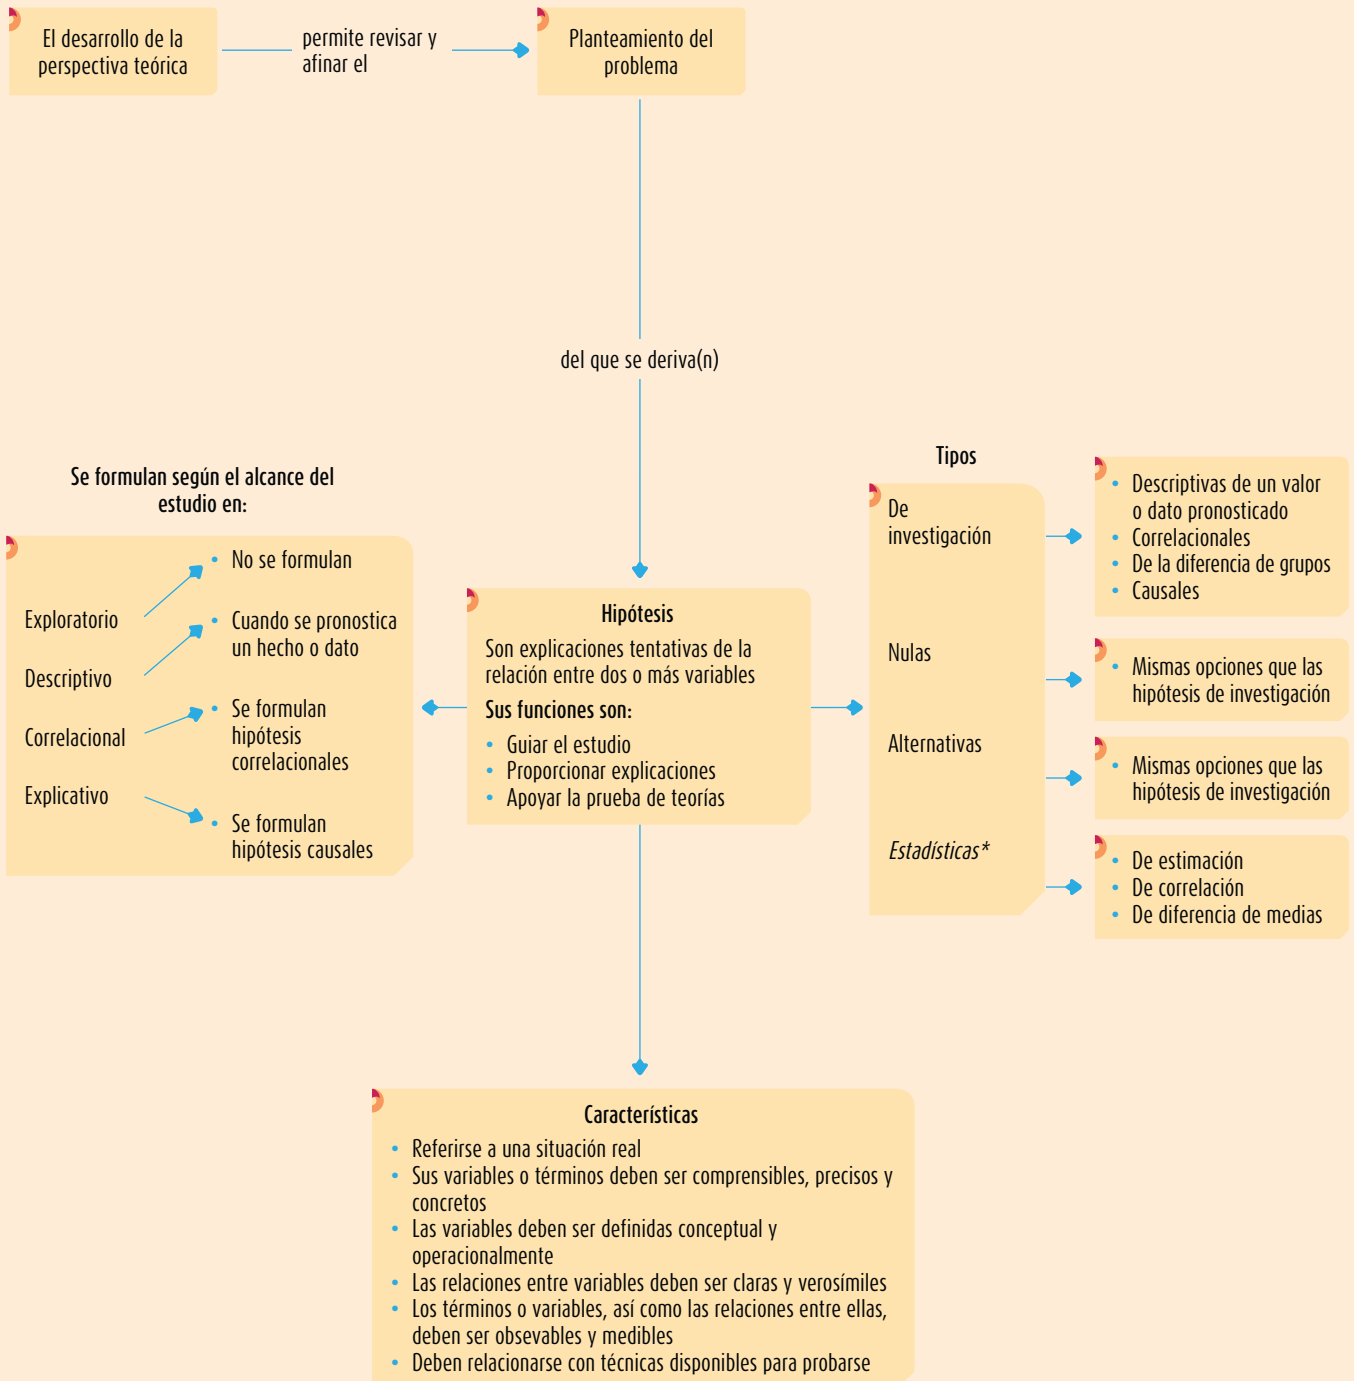 El desarrollo de la
perspectiva teórica
permite revisar y
afinar el
Planteamiento del
problema
del que se deriva(n)
Se formulan según el alcance del
estudio en:
Exploratorio
Descriptivo
Correlacional
Explicativo
• No se formulan
• Cuando se pronostica
un hecho o dato
• Se formulan
hipótesis
correlacionales
• Se formulan
hipótesis causales
Hipótesis
Son explicaciones tentativas de la
relación entre dos o más variables
Sus funciones son:
• Guiar el estudio
• Proporcionar explicaciones
• Apoyar la prueba de teorías
Tipos
De
investigación
Nulas
Alternativas
Estadísticas*
• Descriptivas de un valor
o dato pronosticado
• Correlacionales
• De la diferencia de grupos
• Causales
• Mismas opciones que las
hipótesis de investigación
• Mismas opciones que las
hipótesis de investigación
• De estimación
• De correlación
• De diferencia de medias
Características
• Referirse a una situación real
• Sus variables o términos deben ser comprensibles, precisos y
concretos
• Las variables deben ser definidas conceptual y
operacionalmente
• Las relaciones entre variables deben ser claras y verosímiles
• Los términos o variables, así como las relaciones entre ellas,
deben ser obsevables y medibles
• Deben relacionarse con técnicas disponibles para probarse